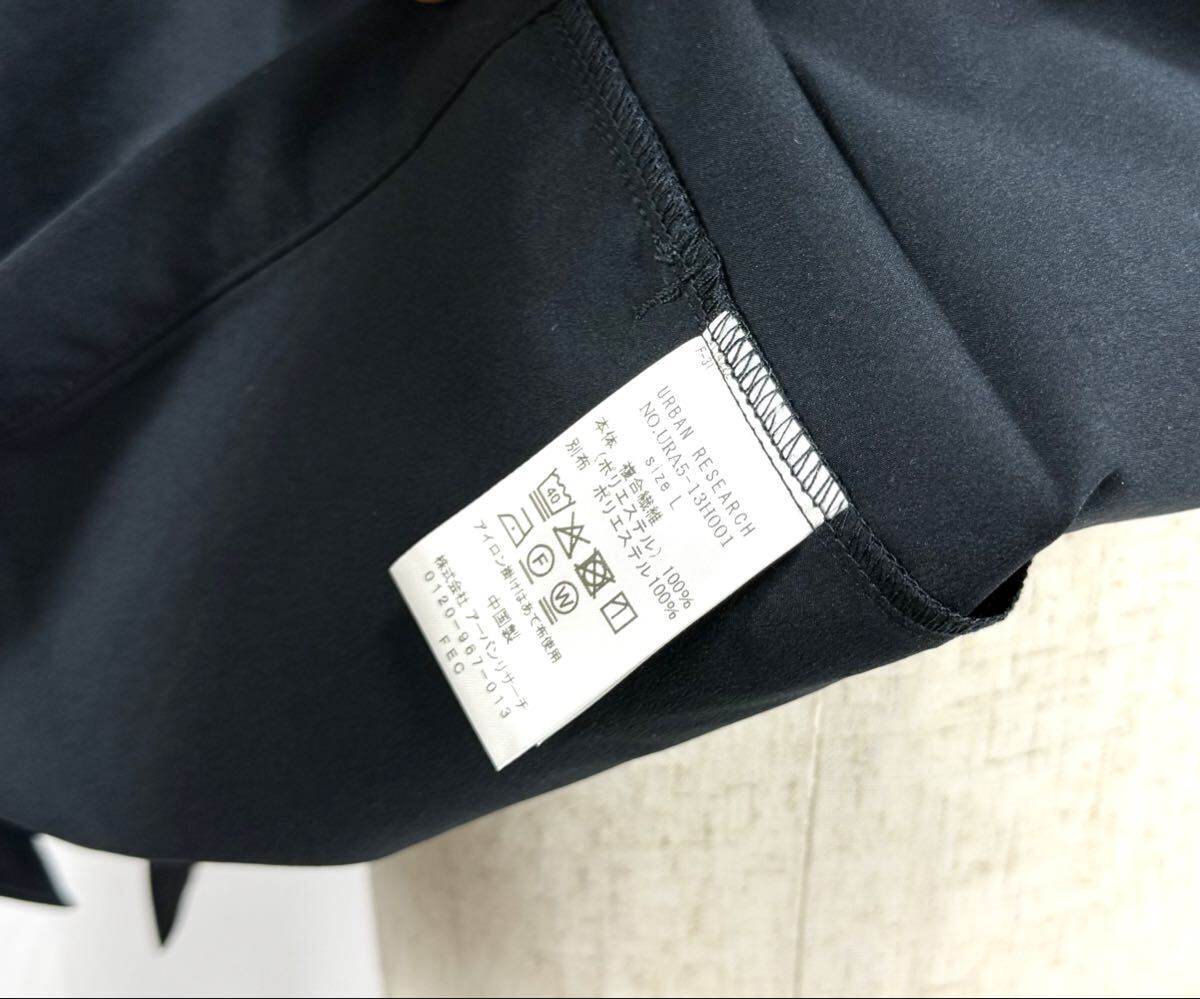 F-31
URBAN RESEARCH
NO.URA5-13H001
size L
本体 複合繊維
(ポリエステル) 100%
別布 ポリエステル100%
40
F
W
アイロン掛けはあて布使用
中国製
株式会社 アーバンリサーチ
0120-967-013
FEC